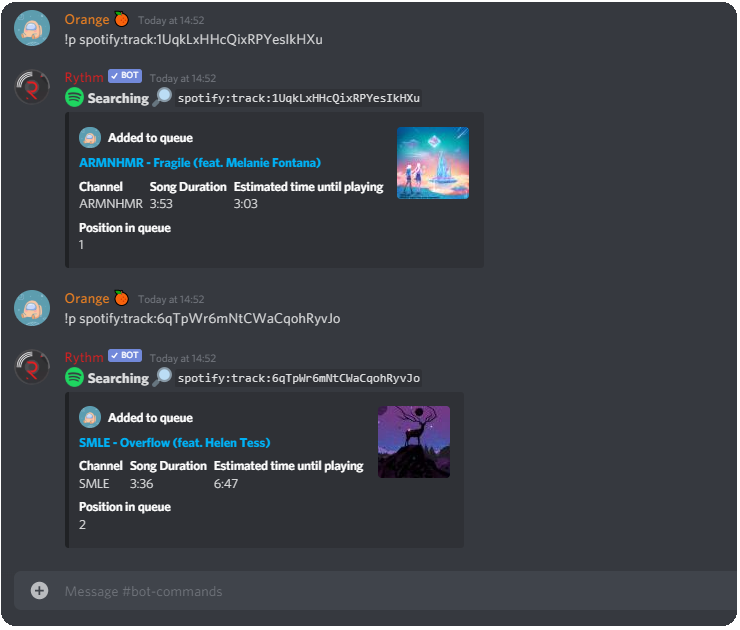 Orange Today at 14:52
!p spotify:track:1UqkLxHHcQixRPYesIkHXu
Rythm ✓ BOT Today at 14:52
Searching spotify:track:1UqkLxHHcQixRPYesIkHXu
Added to queue
ARMNHMR - Fragile (feat. Melanie Fontana)
Channel Song Duration Estimated time until playing
ARMNHMR 3:53 3:03
Position in queue
1
Orange Today at 14:52
!p spotify:track:6qTpWr6mNtCWaCqohRyvJo
Rythm ✓ BOT Today at 14:52
Searching spotify:track:6qTpWr6mNtCWaCqohRyvJo
Added to queue
SMLE - Overflow (feat. Helen Tess)
Channel Song Duration Estimated time until playing
SMLE 3:36 6:47
Position in queue
2
Message #bot-commands